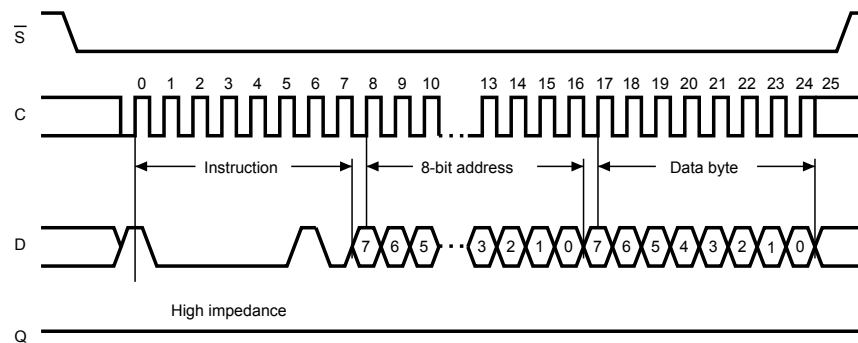 S
0 1 2 3 4 5 6 7 8 9 10 13 14 15 16 17 18 19 20 21 22 23 24 25
C
Instruction 8-bit address Data byte
D 7 6 5 3 2 1 0 7 6 5 4 3 2 1 0
High impedance
Q